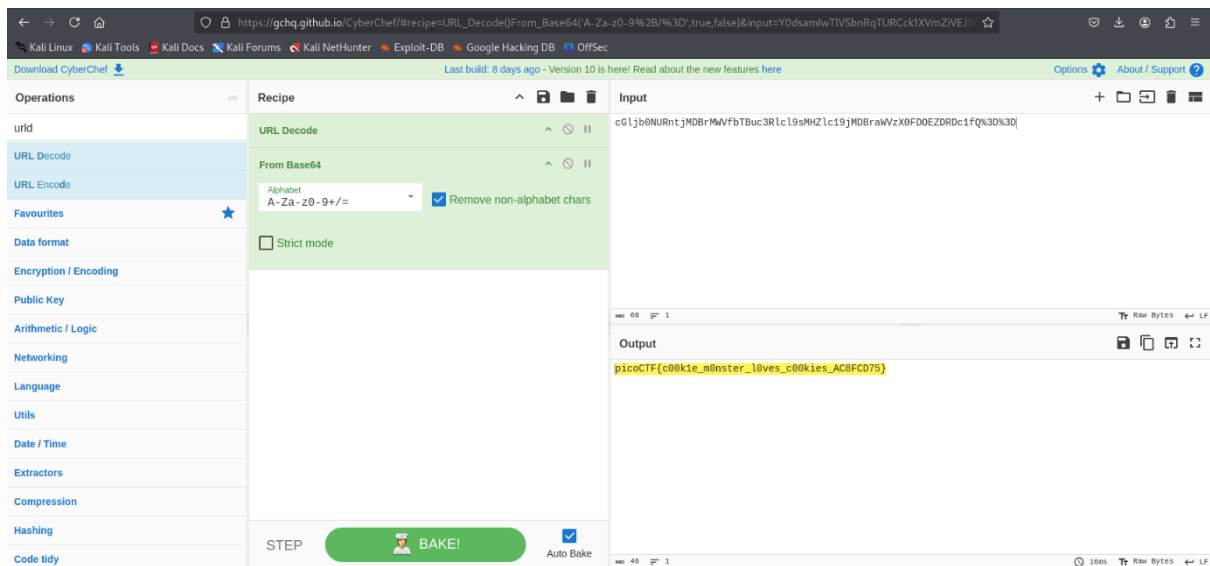 https://gchq.github.io/CyberChef/#recipe=URL_Decode()From_Base64('A-Za-z0-9%2B/%3D',true,false)&input=Y0dsamIwTlVSbnRqTURCck1XVmZiVEJ1
Kali Linux Kali Tools Kali Docs Kali Forums Kali NetHunter Exploit-DB Google Hacking DB OffSec
Download CyberChef Last build: 8 days ago - Version 10 is here! Read about the new features here Options About / Support
Operations
urld
URL Decode
URL Encode
Favourites
Data format
Encryption / Encoding
Public Key
Arithmetic / Logic
Networking
Language
Utils
Date / Time
Extractors
Compression
Hashing
Code tidy
Recipe
URL Decode
From Base64
Alphabet
A-Za-z0-9+/=
Remove non-alphabet chars
Strict mode
STEP
BAKE!
Auto Bake
Input
cGljb0NURntjMDBrMWVfbTBuc3Rlcl9sMHZlc19jMDBraWVzX0FDOEZDRDc1fQ%3D%3D
68 1 Raw Bytes LF
Output
picoCTF{c00k1e_m0nster_l0ves_c00kies_AC8FCD75}
46 1 16ms Raw Bytes LF